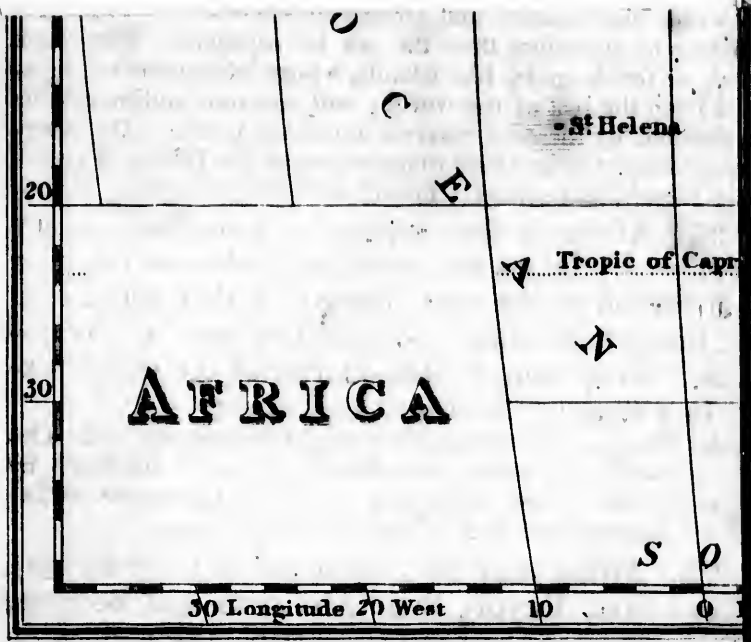 O
C
St Helena
20
E
Tropic of Capr
A
N
30
AFRICA
S O
30 Longitude 20 West 10 0